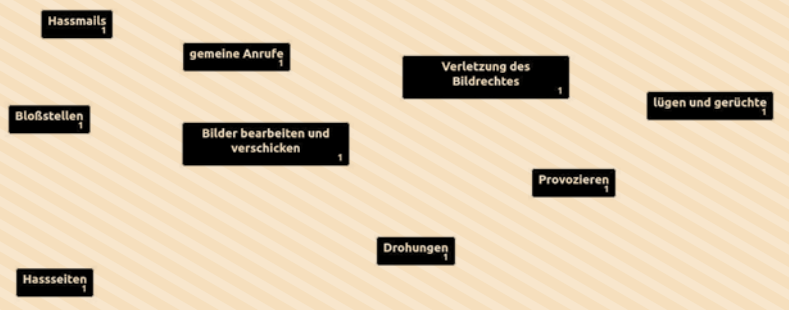 Hassmails
1
gemeine Anrufe
1
Verletzung des
Bildrechtes
1
lügen und gerüchte
1
Bloßstellen
1
Bilder bearbeiten und
verschicken
1
Provozieren
1
Drohungen
1
Hassseiten
1